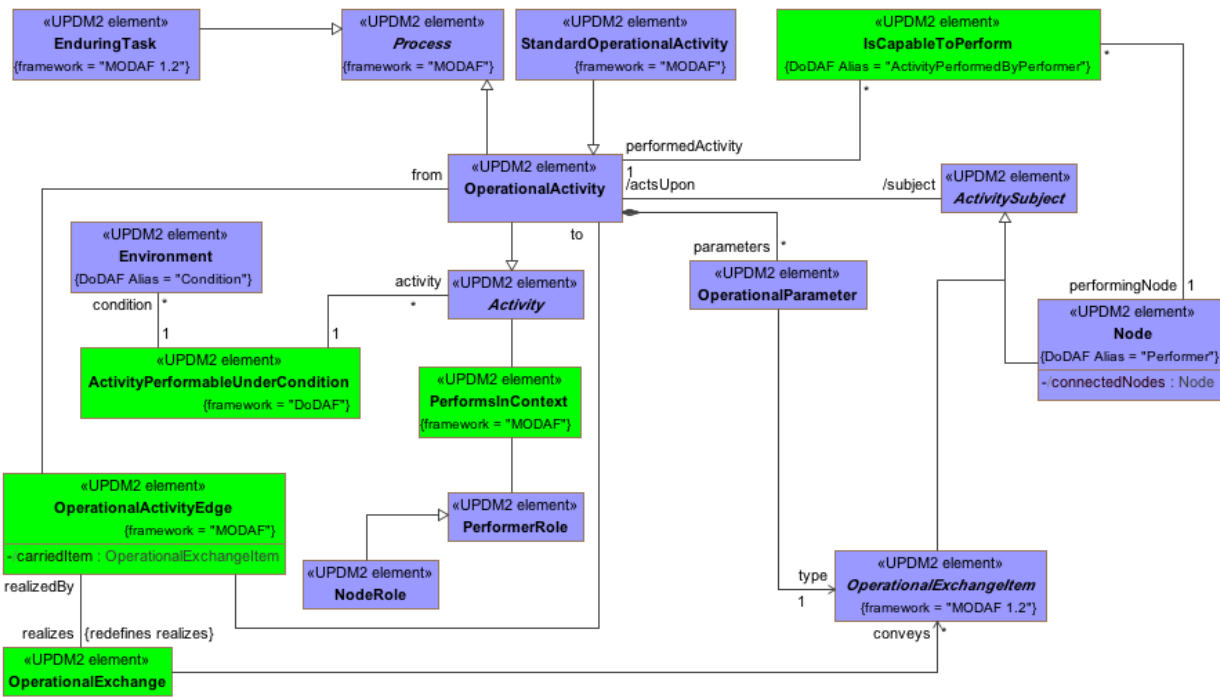 «UPDM2 element»
EnduringTask
{framework = "MODAF 1.2"}
«UPDM2 element»
Process
{framework = "MODAF"}
«UPDM2 element»
StandardOperationalActivity
{framework = "MODAF"}
«UPDM2 element»
IsCapableToPerform
{DoDAF Alias = "ActivityPerformedByPerformer"}
*
*
performedActivity
1
«UPDM2 element»
OperationalActivity
from
to
/actsUpon
/subject
«UPDM2 element»
ActivitySubject
«UPDM2 element»
Environment
{DoDAF Alias = "Condition"}
condition
*
1
activity
*
1
«UPDM2 element»
Activity
parameters
*
«UPDM2 element»
OperationalParameter
performingNode
1
«UPDM2 element»
Node
{DoDAF Alias = "Performer"}
-/connectedNodes : Node
«UPDM2 element»
ActivityPerformableUnderCondition
{framework = "DoDAF"}
«UPDM2 element»
PerformsInContext
{framework = "MODAF"}
«UPDM2 element»
OperationalActivityEdge
{framework = "MODAF"}
-/carriedItem : OperationalExchangeItem
«UPDM2 element»
PerformerRole
«UPDM2 element»
NodeRole
type
1
«UPDM2 element»
OperationalExchangeItem
{framework = "MODAF 1.2"}
conveys
*
realizedBy
realizes
{redefines realizes}
«UPDM2 element»
OperationalExchange